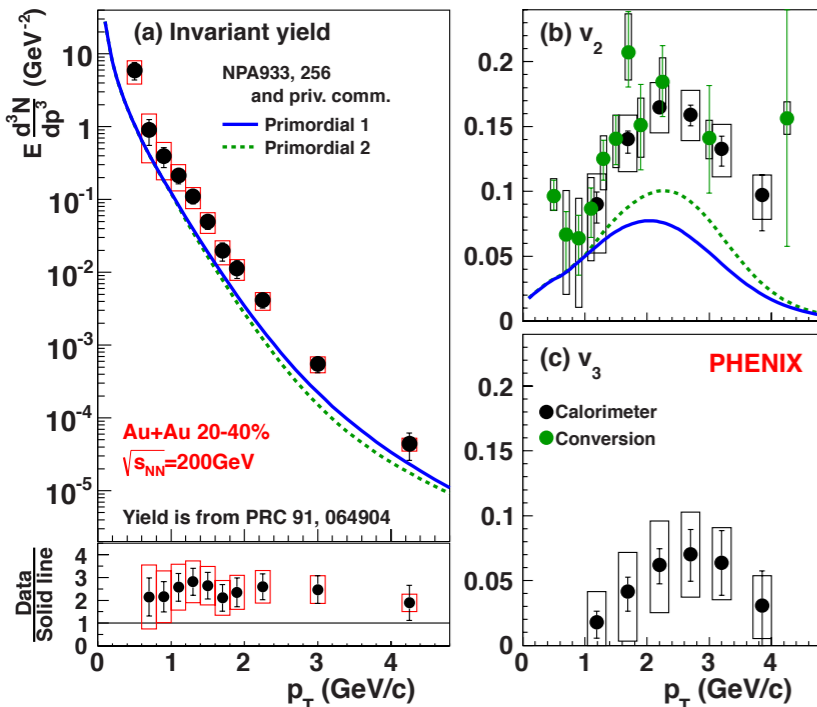 (a) Invariant yield
NPA933, 256
and priv. comm.
Primordial 1
Primordial 2
E d³N/dp³ (GeV⁻²)
10
1
10⁻¹
10⁻²
10⁻³
10⁻⁴
10⁻⁵
Au+Au 20-40%
√s_NN=200GeV
Yield is from PRC 91, 064904
Data
Solid line
4
3
2
1
0
0 1 2 3 4
p_T (GeV/c)
(b) v₂
0.2
0.15
0.1
0.05
0
(c) v₃
PHENIX
Calorimeter
Conversion
0.2
0.15
0.1
0.05
0
0 1 2 3 4
p_T (GeV/c)